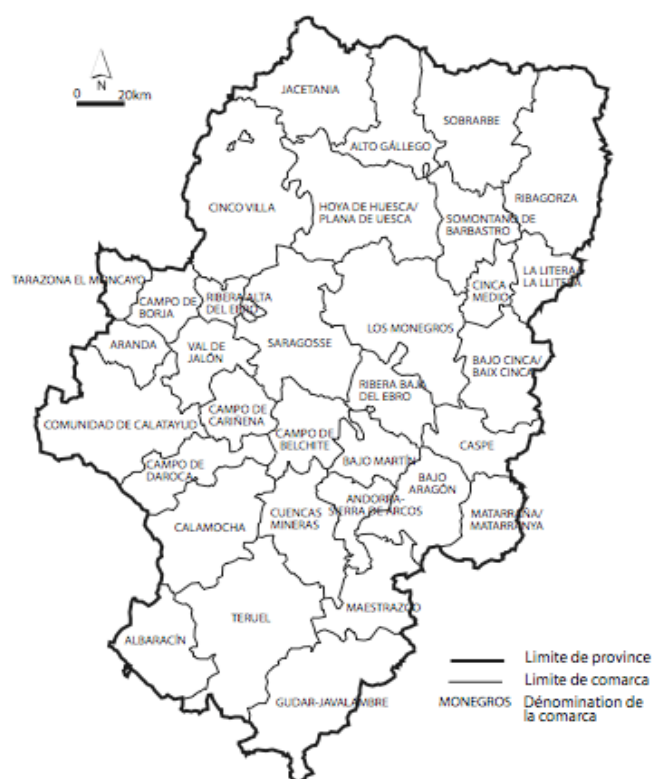 N
0 20km
JACETANIA
SOBRARBE
ALTO GÁLLEGO
RIBAGORZA
CINCO VILLA
HOYA DE HUESCA/
PLANA DE UESCA
SOMONTANO DE
BARBASTRO
TARAZONA EL MONCAYO
CAMPO DE
BORJA
RIBERA ALTA
DEL EBRO
CINCA
MEDIO
LA LITERA/
LA LLITERA
ARANDA
VAL DE
JALÓN
SARAGOSSE
LOS MONEGROS
BAJO CINCA/
BAIX CINCA
RIBERA BAJA
DEL EBRO
COMUNIDAD DE CALATAYUD
CAMPO DE
CARIÑENA
CAMPO DE
BELCHITE
CASPE
CAMPO DE
DAROCA
BAJO MARTÍN
BAJO
ARAGÓN
CALAMOCHA
CUENCAS
MINERAS
ANDORRA-
SIERRA DE ARCOS
MATARRAÑA/
MATARRANYA
TERUEL
MAESTRAZGO
ALBARACÍN
GUDAR-JAVALAMBRE
Limite de province
Limite de comarca
MONEGROS Dénomination de
la comarca